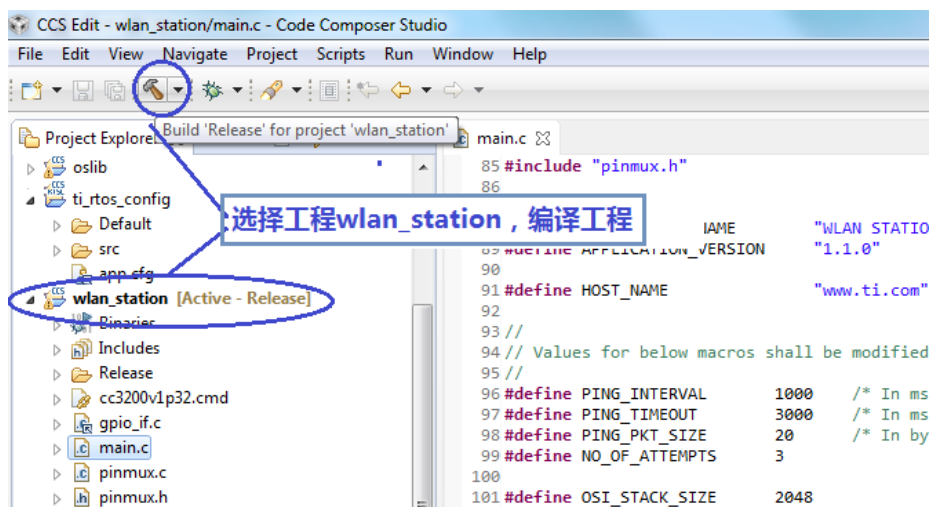 CCS Edit - wlan_station/main.c - Code Composer Studio
File Edit View Navigate Project Scripts Run Window Help
Build 'Release' for project 'wlan_station'
Project Explore
main.c
oslib
ti_rtos_config
Default
src
app.cfg
wlan_station [Active - Release]
Binaries
Includes
Release
cc3200v1p32.cmd
gpio_if.c
main.c
pinmux.c
pinmux.h
选择工程wlan_station，编译工程
85 #include "pinmux.h"
86
"WLAN STATIO
89 #define APPLICATION_VERSION "1.1.0"
90
91 #define HOST_NAME "www.ti.com"
92
93 //
94 // Values for below macros shall be modified
95 //
96 #define PING_INTERVAL 1000 /* In ms
97 #define PING_TIMEOUT 3000 /* In ms
98 #define PING_PKT_SIZE 20 /* In by
99 #define NO_OF_ATTEMPTS 3
100
101 #define OSI_STACK_SIZE 2048